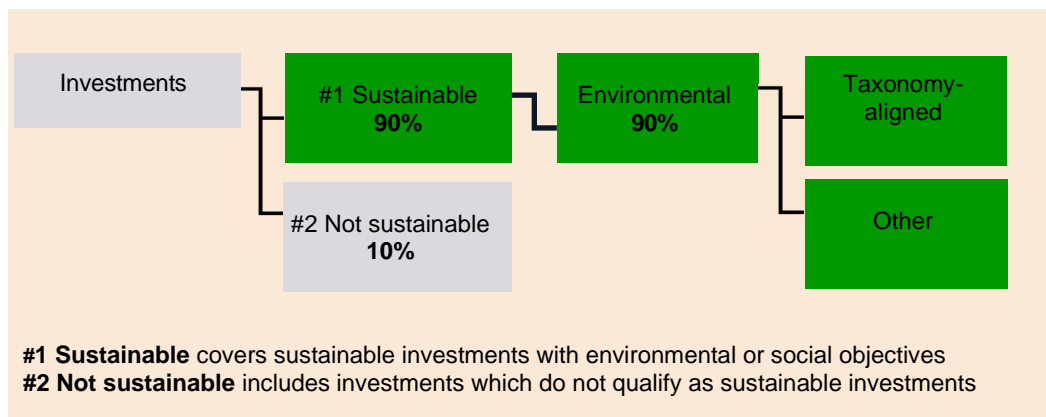 Investments
#1 Sustainable
90%
Environmental
90%
Taxonomy-
aligned
#2 Not sustainable
10%
Other
#1 Sustainable covers sustainable investments with environmental or social objectives
#2 Not sustainable includes investments which do not qualify as sustainable investments